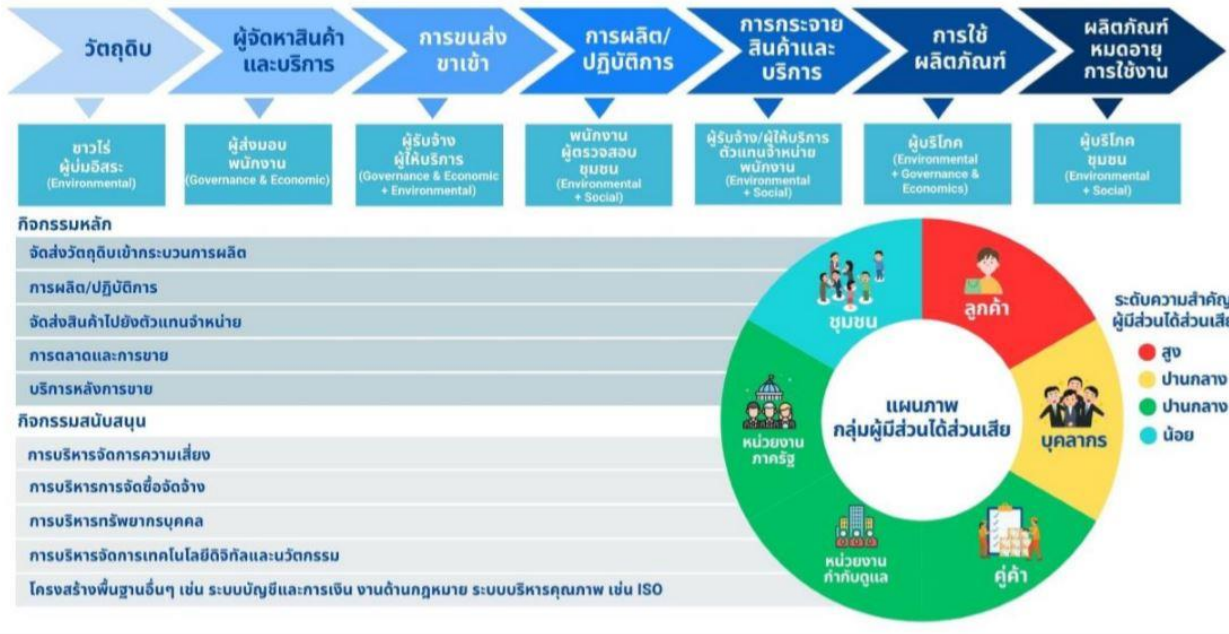 วัตถุดิบ
ผู้จัดหาสินค้า
และบริการ
การขนส่ง
ขาเข้า
การผลิต/
ปฏิบัติการ
การกระจาย
สินค้าและ
บริการ
การใช้
ผลิตภัณฑ์
ผลิตภัณฑ์
หมดอายุ
การใช้งาน
ชาวไร่
ผู้บ่มอิสระ
(Environmental)
ผู้ส่งมอบ
พนักงาน
(Governance & Economic)
ผู้รับจ้าง
ผู้ให้บริการ
(Governance & Economic
+ Environmental)
พนักงาน
ผู้ตรวจสอบ
ชุมชน
(Environmental
+ Social)
ผู้รับจ้าง/ผู้ให้บริการ
ตัวแทนจำหน่าย
พนักงาน
(Environmental
+ Social)
ผู้บริโภค
(Environmental
+ Governance &
Economics)
ผู้บริโภค
ชุมชน
(Environmental
+ Social)
กิจกรรมหลัก
จัดส่งวัตถุดิบเข้ากระบวนการผลิต
การผลิต/ปฏิบัติการ
จัดส่งสินค้าไปยังตัวแทนจำหน่าย
การตลาดและการขาย
บริการหลังการขาย
กิจกรรมสนับสนุน
การบริหารจัดการความเสี่ยง
การบริหารการจัดซื้อจัดจ้าง
การบริหารทรัพยากรบุคคล
การบริหารจัดการเทคโนโลยีดิจิทัลและนวัตกรรม
โครงสร้างพื้นฐานอื่นๆ เช่น ระบบบัญชีและการเงิน งานด้านกฎหมาย ระบบบริหารคุณภาพ เช่น ISO
แผนภาพ
กลุ่มผู้มีส่วนได้ส่วนเสีย
ลูกค้า
บุคลากร
คู่ค้า
หน่วยงาน
กำกับดูแล
หน่วยงาน
ภาครัฐ
ชุมชน
ระดับความสำคัญ
ผู้มีส่วนได้ส่วนเสีย
สูง
ปานกลาง
ปานกลาง
น้อย